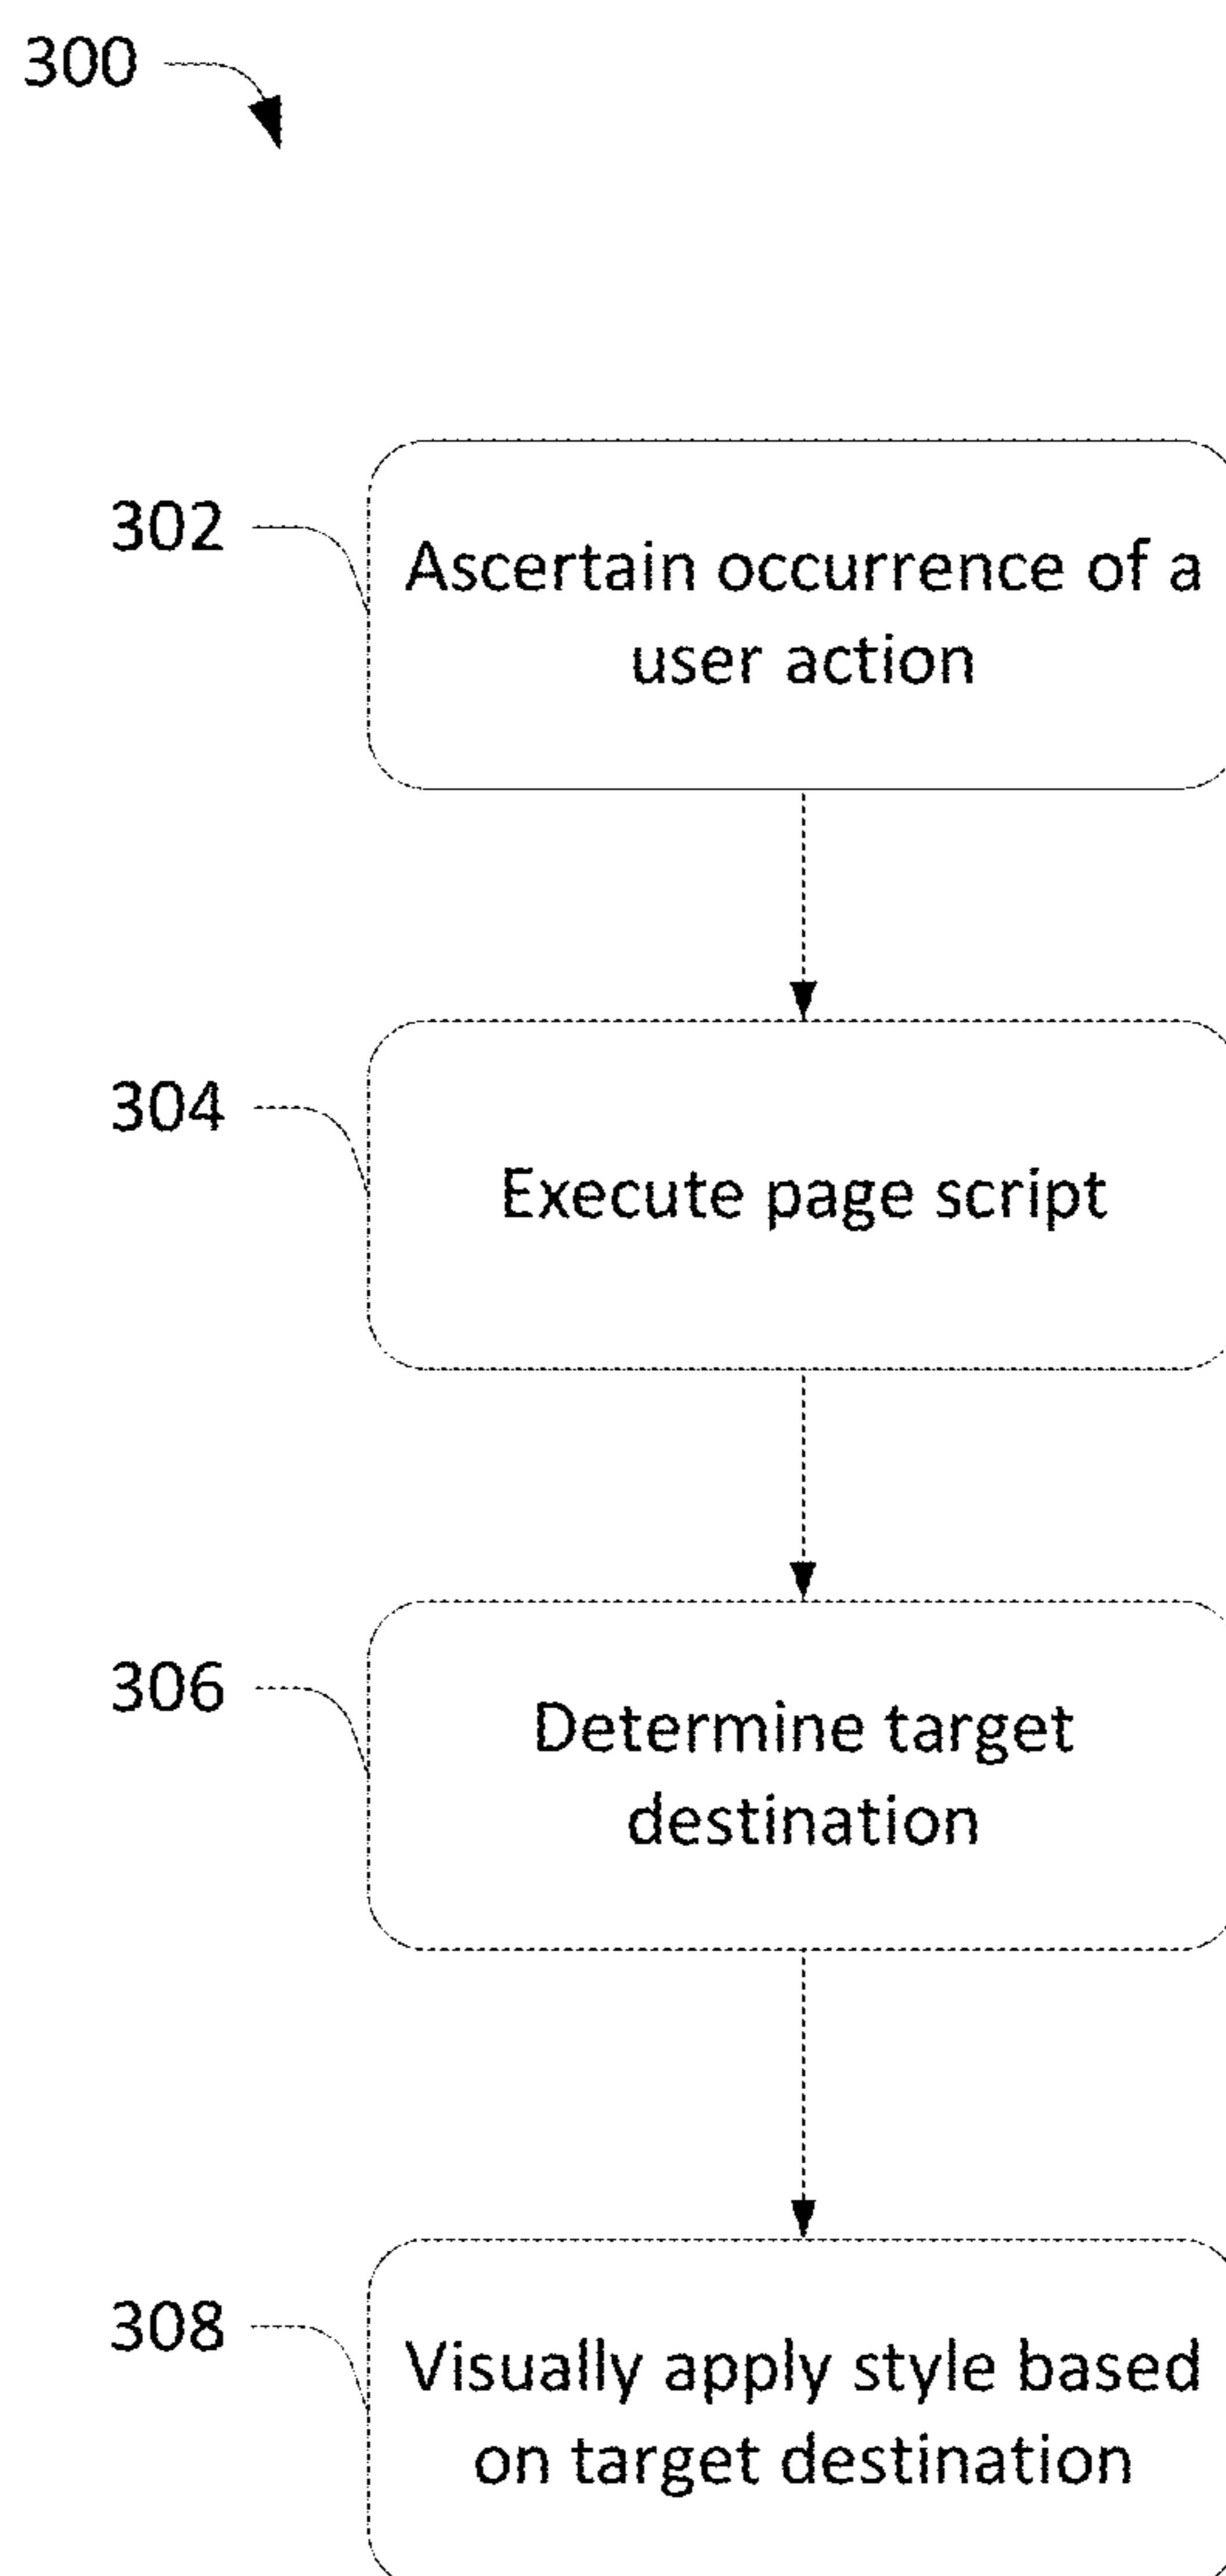 300
302
Ascertain occurrence of a
user action
304
Execute page script
306
Determine target
destination
308
Visually apply style based
on target destination